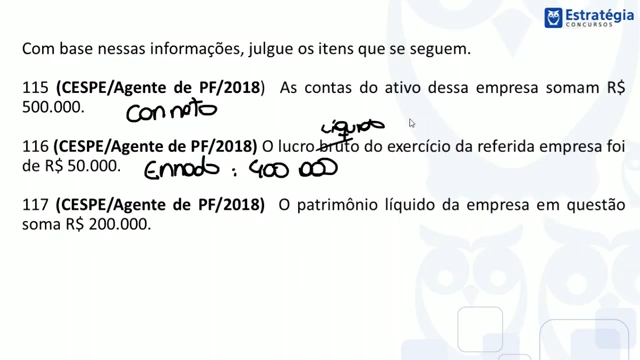 Estratégia
CONCURSOS
Com base nessas informações, julgue os itens que se seguem.
115 (CESPE/Agente de PF/2018) As contas do ativo dessa empresa somam R$
500.000. Correto
líquido
116 (CESPE/Agente de PF/2018) O lucro bruto do exercício da referida empresa foi
de R$ 50.000. Errado: 400 000
117 (CESPE/Agente de PF/2018) O patrimônio líquido da empresa em questão
soma R$ 200.000.